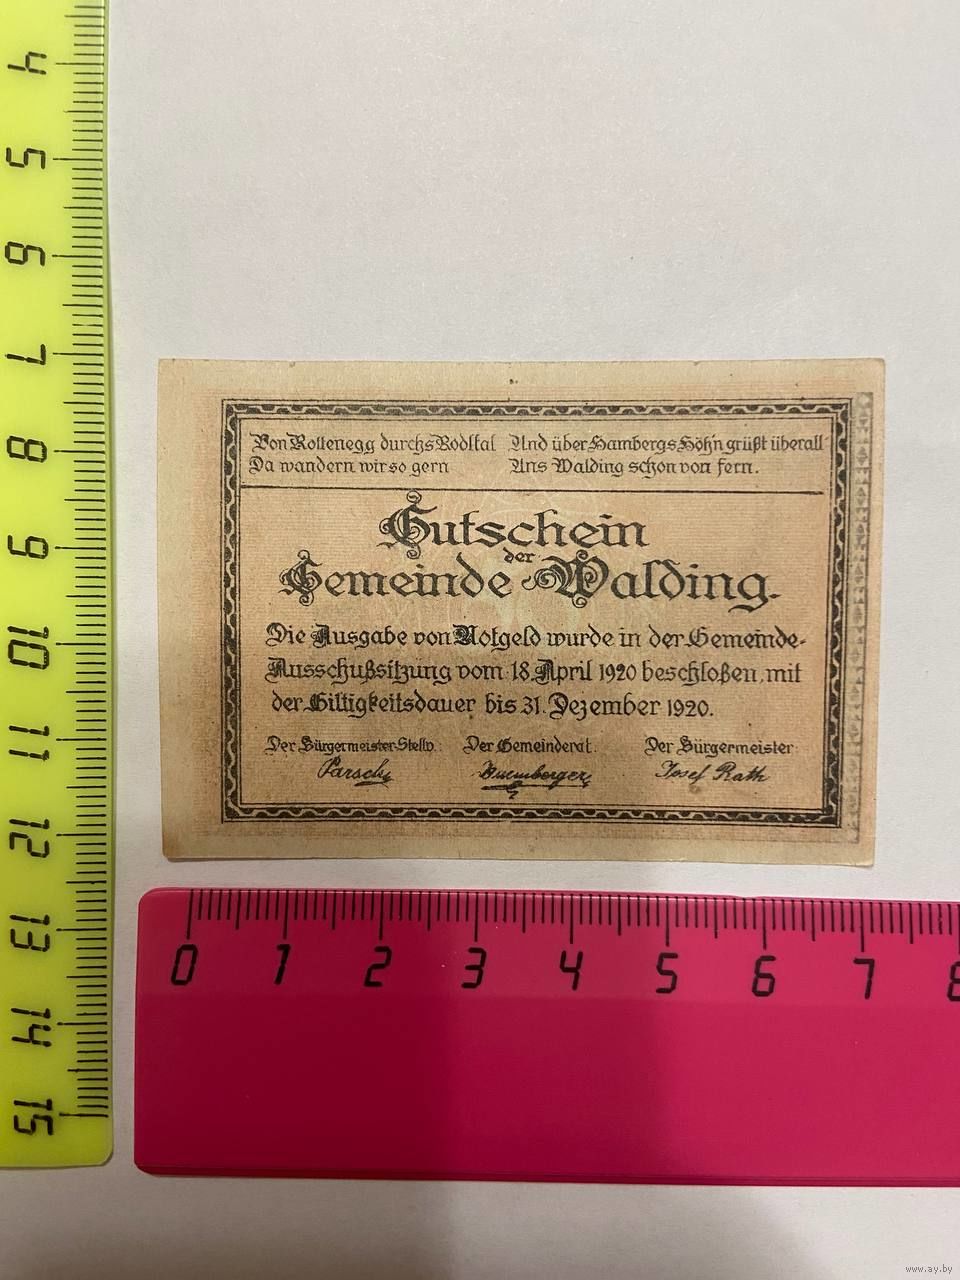 Von Rottenegg durchs Rodltal
Da wandern wir so gern
Und über Hambergs Höh'n grüßt überall
Uns Walding schon von fern.
Gutschein
der
Gemeinde Walding.
Die Ausgabe von Notgeld wurde in der Gemeinde-
Ausschußsitzung vom 18. April 1920 beschloßen, mit
der Giltigkeitsdauer bis 31. Dezember 1920.
Der Bürgermeister-Stellv.: Der Gemeinderat: Der Bürgermeister:
Josef Rath
4
5
6
7
8
9
10
11
12
13
14
15
0 1 2 3 4 5 6 7 8
www.ay.by